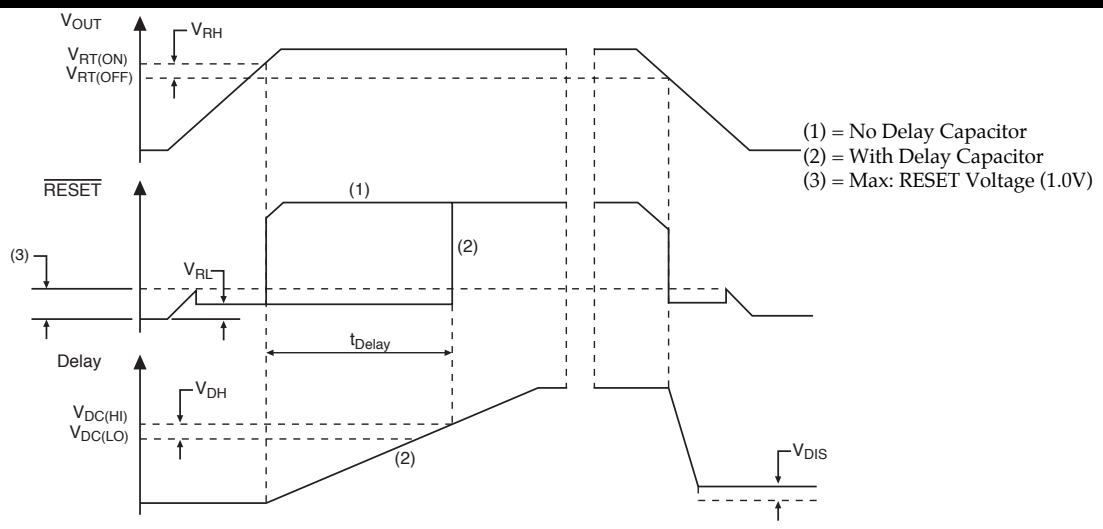 VOUT
VRH
VRT(ON)
VRT(OFF)
(1) = No Delay Capacitor
(2) = With Delay Capacitor
(3) = Max: RESET Voltage (1.0V)
RESET
(1)
(2)
(3)
VRL
tDelay
Delay
VDH
VDC(HI)
VDC(LO)
(2)
VDIS